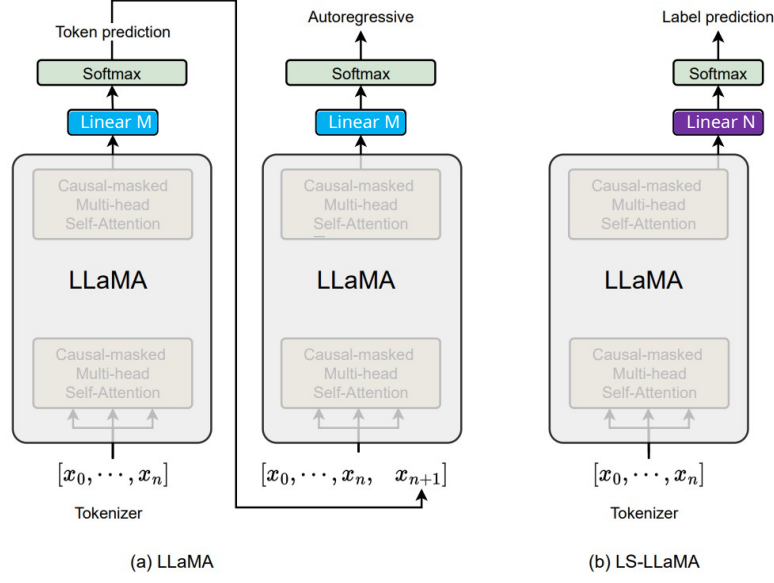 Token prediction
Softmax
Linear M
Causal-masked
Multi-head
Self-Attention
LLaMA
Causal-masked
Multi-head
Self-Attention
[x₀, ⋯, xₙ]
Tokenizer
Autoregressive
Softmax
Linear M
Causal-masked
Multi-head
Self-Attention
LLaMA
Causal-masked
Multi-head
Self-Attention
[x₀, ⋯, xₙ, xₙ₊₁]
(a) LLaMA
Label prediction
Softmax
Linear N
Causal-masked
Multi-head
Self-Attention
LLaMA
Causal-masked
Multi-head
Self-Attention
[x₀, ⋯, xₙ]
Tokenizer
(b) LS-LLaMA